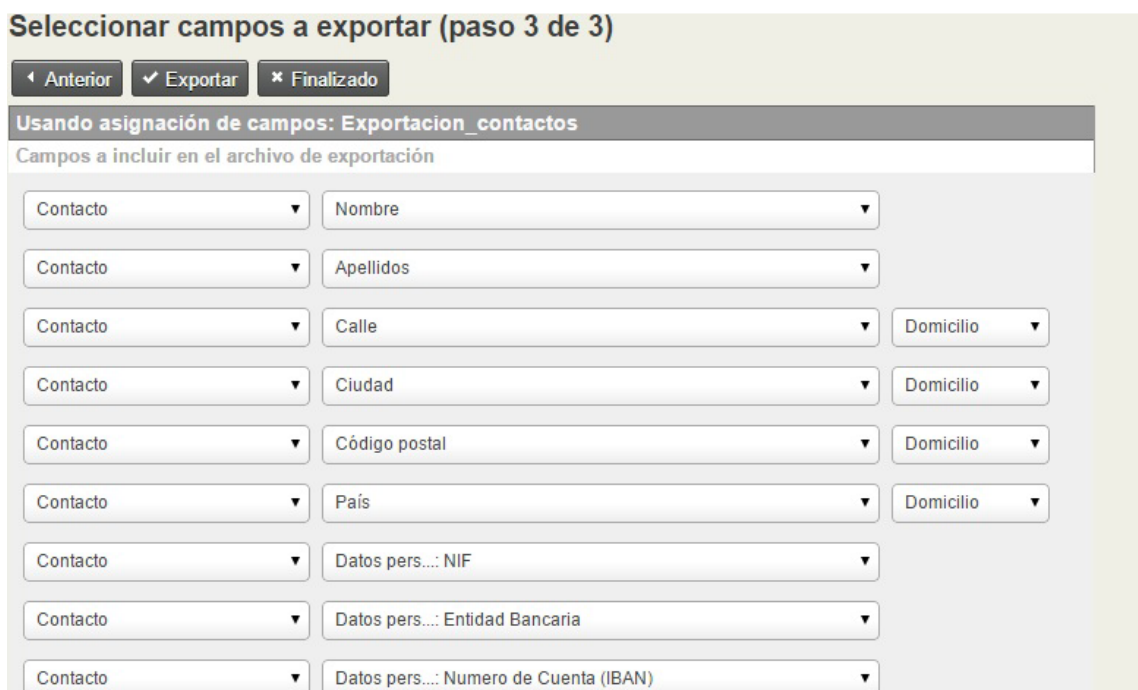 Seleccionar campos a exportar (paso 3 de 3)
Anterior Exportar Finalizado
Usando asignación de campos: Exportacion_contactos
Campos a incluir en el archivo de exportación
Contacto Nombre
Contacto Apellidos
Contacto Calle Domicilio
Contacto Ciudad Domicilio
Contacto Código postal Domicilio
Contacto País Domicilio
Contacto Datos pers...: NIF
Contacto Datos pers...: Entidad Bancaria
Contacto Datos pers...: Numero de Cuenta (IBAN)